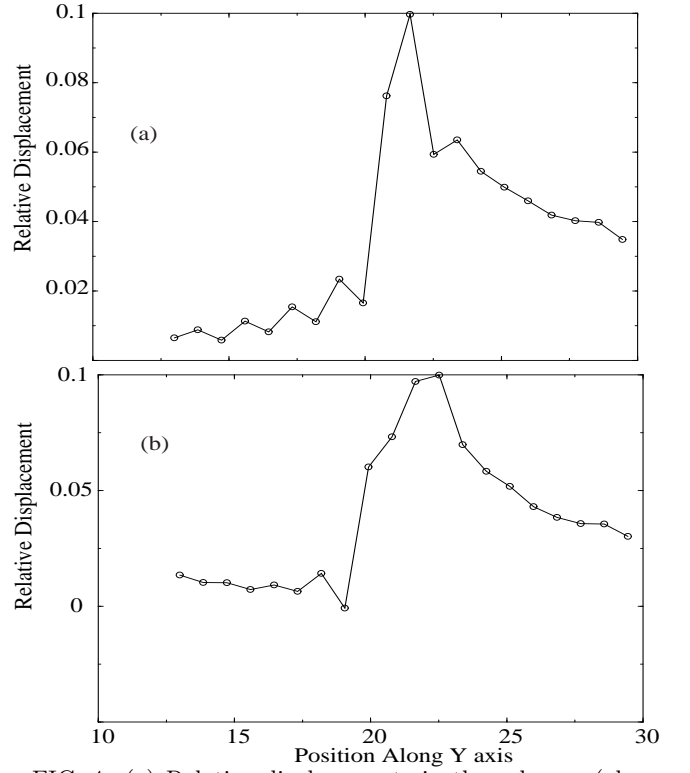 0.1
0.08
0.06
0.04
0.02
Relative Displacement
(a)
0.1
0.05
0
Relative Displacement
(b)
10 15 20 25 30
Position Along Y axis